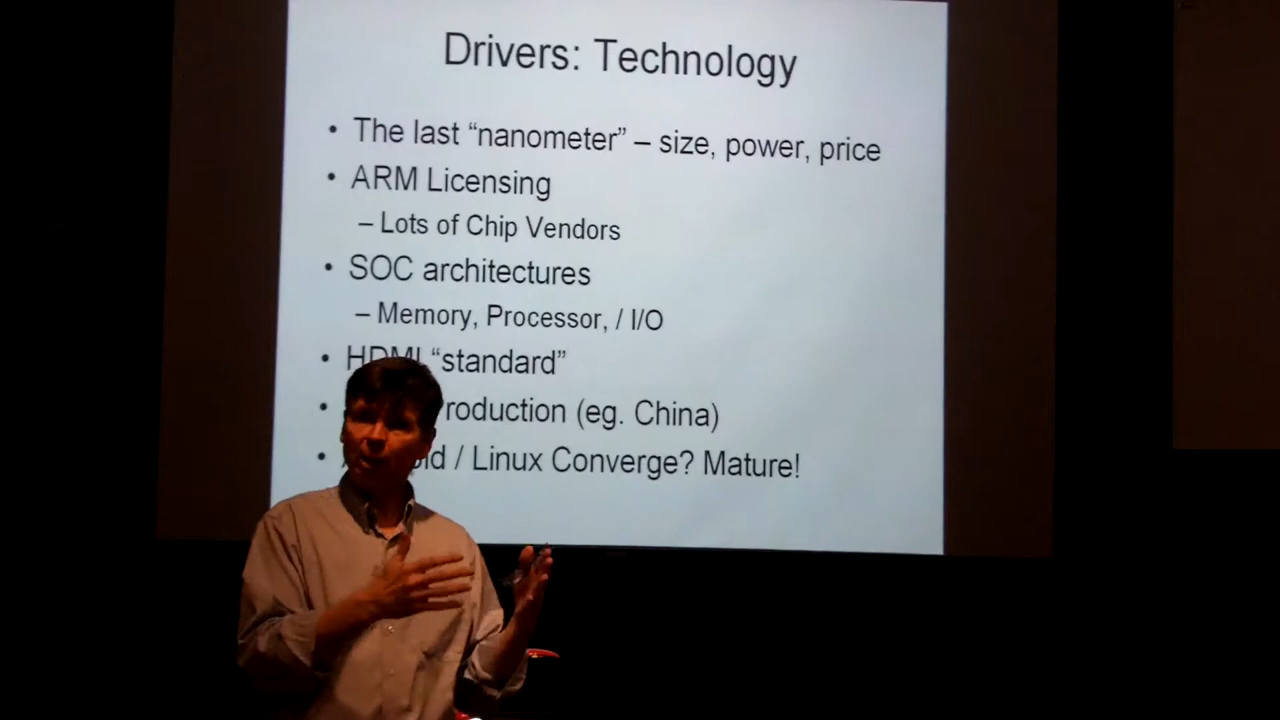 Drivers: Technology
• The last “nanometer” – size, power, price
• ARM Licensing
– Lots of Chip Vendors
• SOC architectures
– Memory, Processor, / I/O
• HDMI “standard”
• roduction (eg. China)
• / Linux Converge? Mature!